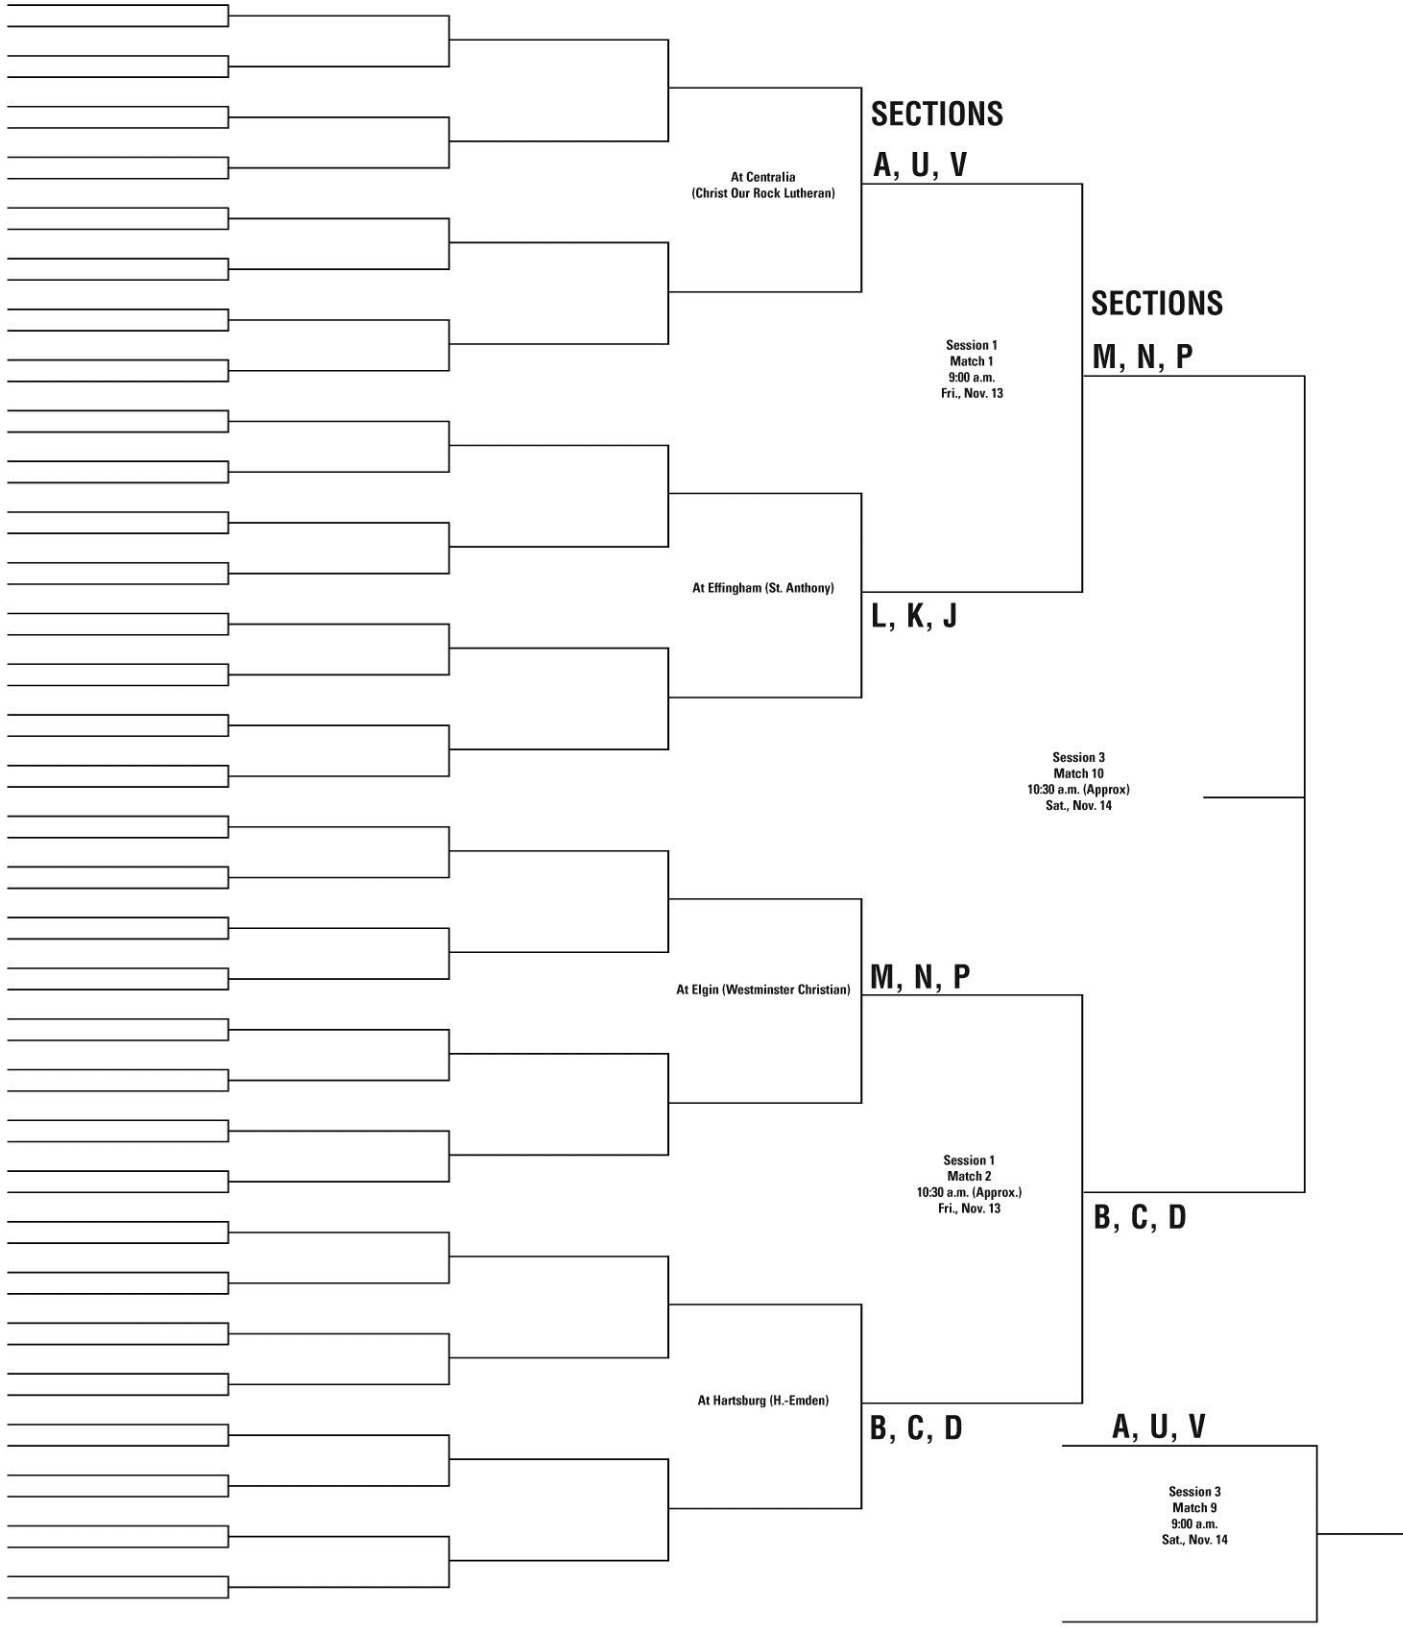 SECTIONS
A, U, V
At Centralia
(Christ Our Rock Lutheran)
SECTIONS
M, N, P
Session 1
Match 1
9:00 a.m.
Fri., Nov. 13
At Effingham (St. Anthony)
L, K, J
Session 3
Match 10
10:30 a.m. (Approx)
Sat., Nov. 14
M, N, P
At Elgin (Westminster Christian)
Session 1
Match 2
10:30 a.m. (Approx.)
Fri., Nov. 13
B, C, D
At Hartsburg (H.-Emden)
B, C, D
A, U, V
Session 3
Match 9
9:00 a.m.
Sat., Nov. 14